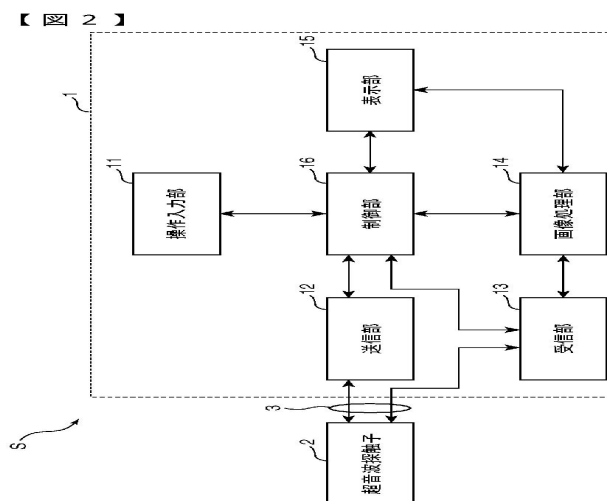 【図2】
S
1
2
超音波探触子
3
11
操作入力部
12
送信部
16
制御部
15
表示部
13
受信部
14
画像処理部